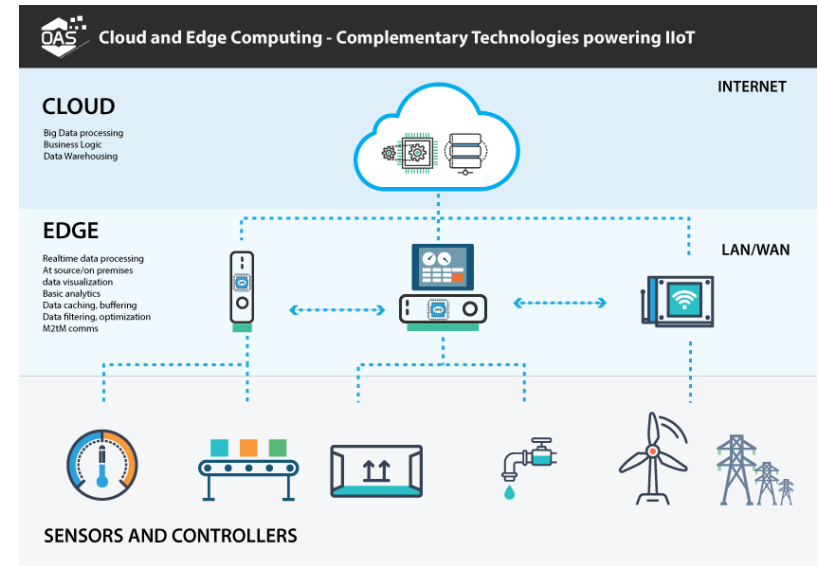 OAS
Cloud and Edge Computing - Complementary Technologies powering IIoT
INTERNET
CLOUD
Big Data processing
Business Logic
Data Warehousing
EDGE
LAN/WAN
Realtime data processing
At source/on premises
data visualization
Basic analytics
Data caching, buffering
Data filtering, optimization
M2tM comms
SENSORS AND CONTROLLERS